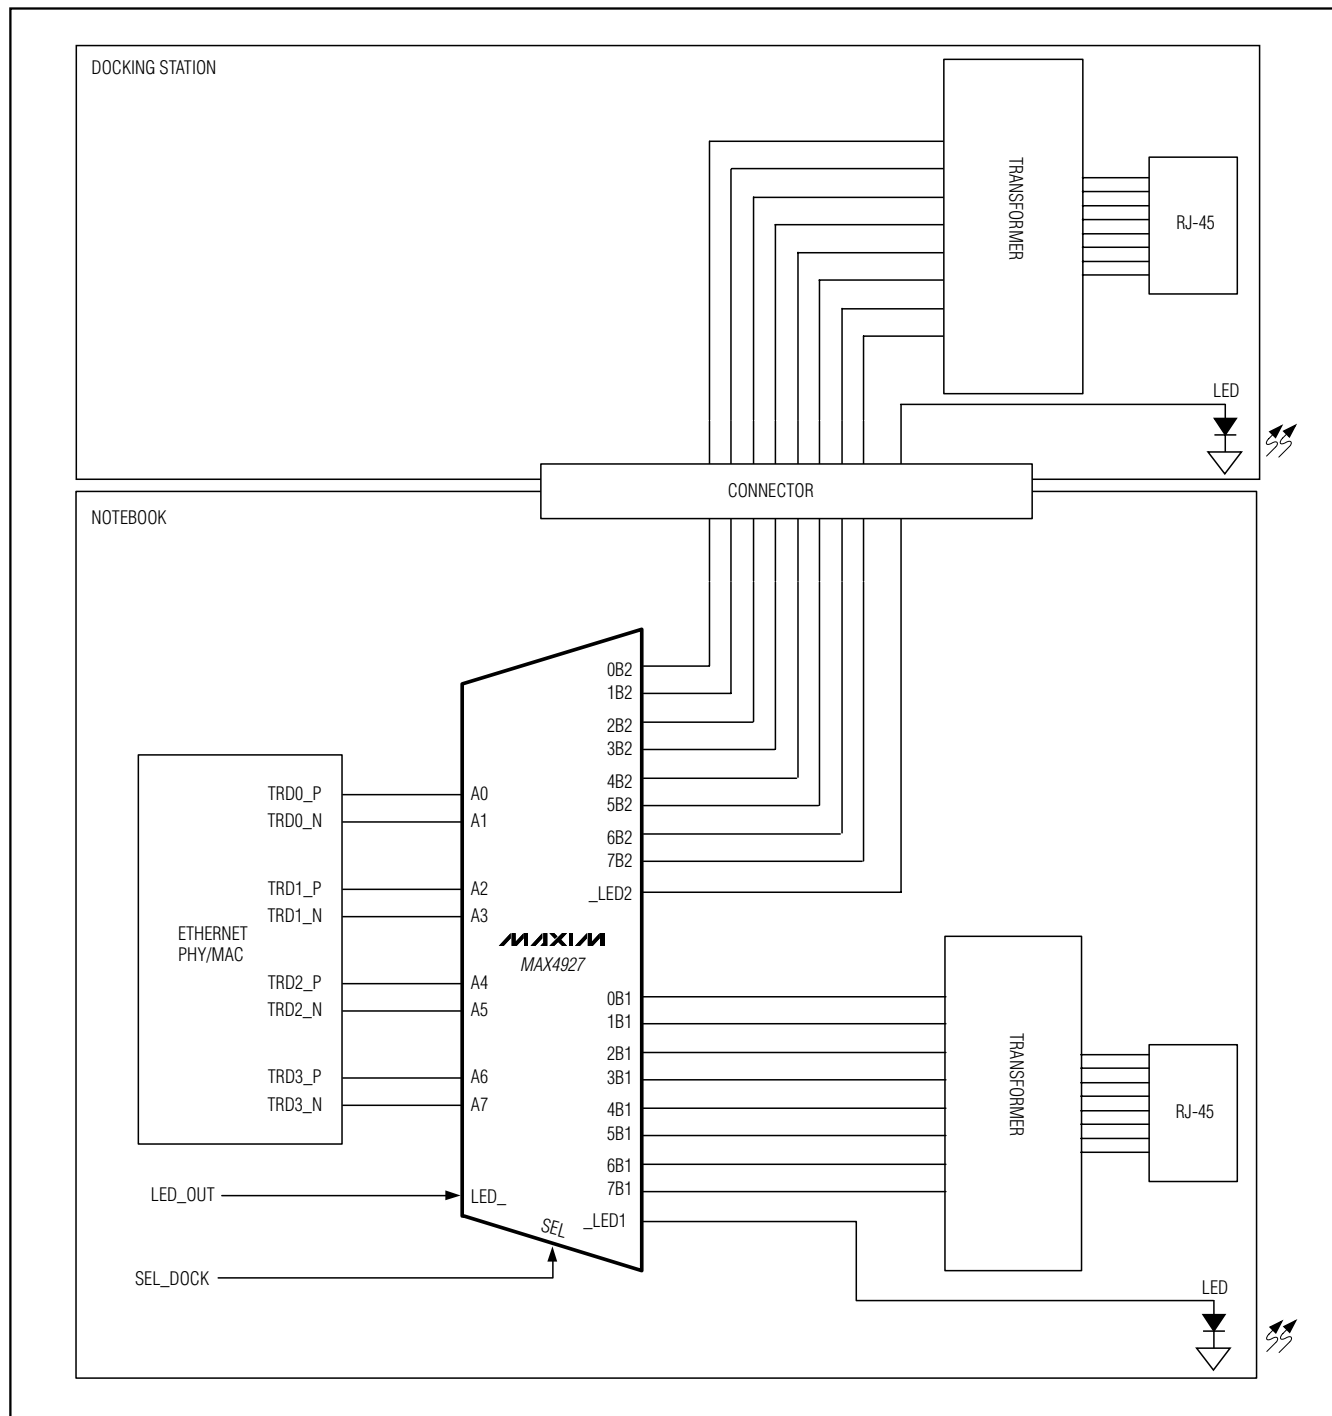 DOCKING STATION
TRANSFORMER
RJ-45
LED
CONNECTOR
NOTEBOOK
0B2
1B2
2B2
3B2
4B2
5B2
6B2
7B2
_LED2
TRD0_P
TRD0_N
TRD1_P
TRD1_N
TRD2_P
TRD2_N
TRD3_P
TRD3_N
ETHERNET
PHY/MAC
A0
A1
A2
A3
A4
A5
A6
A7
MAXIM
MAX4927
0B1
1B1
2B1
3B1
4B1
5B1
6B1
7B1
_LED1
TRANSFORMER
RJ-45
LED_OUT
LED_
SEL
SEL_DOCK
LED